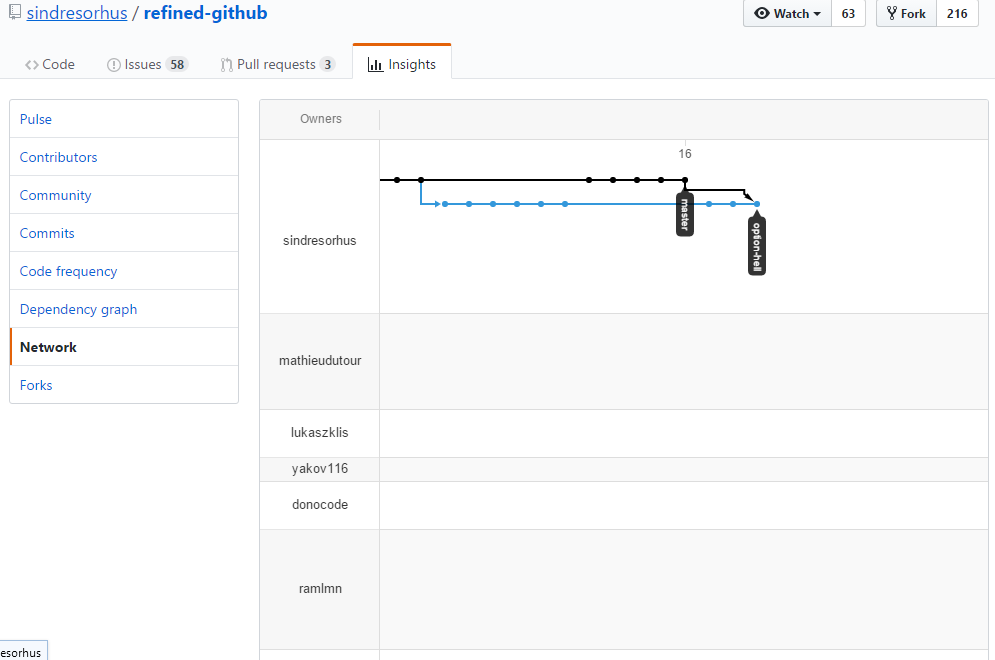 sindresorhus / refined-github
Watch 63 Fork 216
Code Issues 58 Pull requests 3 Insights
Pulse
Contributors
Community
Commits
Code frequency
Dependency graph
Network
Forks
Owners
16
master
option-hell
sindresorhus
mathieudutour
lukaszklis
yakov116
donocode
ramlmn
esorhus